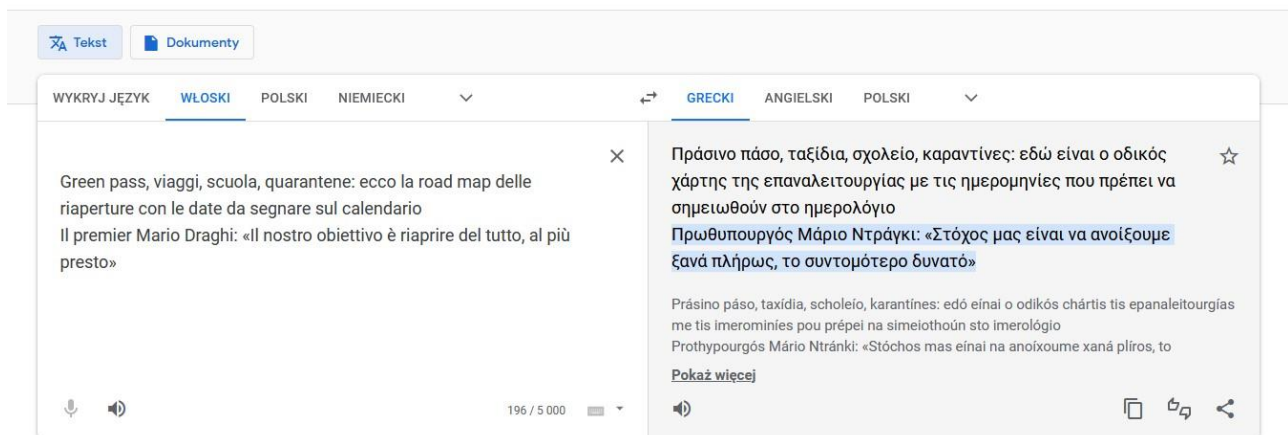 Tekst
Dokumenty
WYKRYJ JĘZYK WŁOSKI POLSKI NIEMIECKI
GRECKI ANGIELSKI POLSKI
Green pass, viaggi, scuola, quarantene: ecco la road map delle
riaperture con le date da segnare sul calendario
Il premier Mario Draghi: «Il nostro obiettivo è riaprire del tutto, al più
presto»
196 / 5 000
Πράσινο πάσο, ταξίδια, σχολείο, καραντίνες: εδώ είναι ο οδικός
χάρτης της επαναλειτουργίας με τις ημερομηνίες που πρέπει να
σημειωθούν στο ημερολόγιο
Πρωθυπουργός Μάριο Ντράγκι: «Στόχος μας είναι να ανοίξουμε
ξανά πλήρως, το συντομότερο δυνατό»
Prásino páso, taxídia, scholeío, karantínes: edó eínai o odikós chártis tis epanaleitourgías
me tis imerominíes pou prépei na simeiothoún sto imerológio
Prothypourgós Mário Ntránki: «Stóchos mas eínai na anoíxoume xaná plíros, to
Pokaż więcej